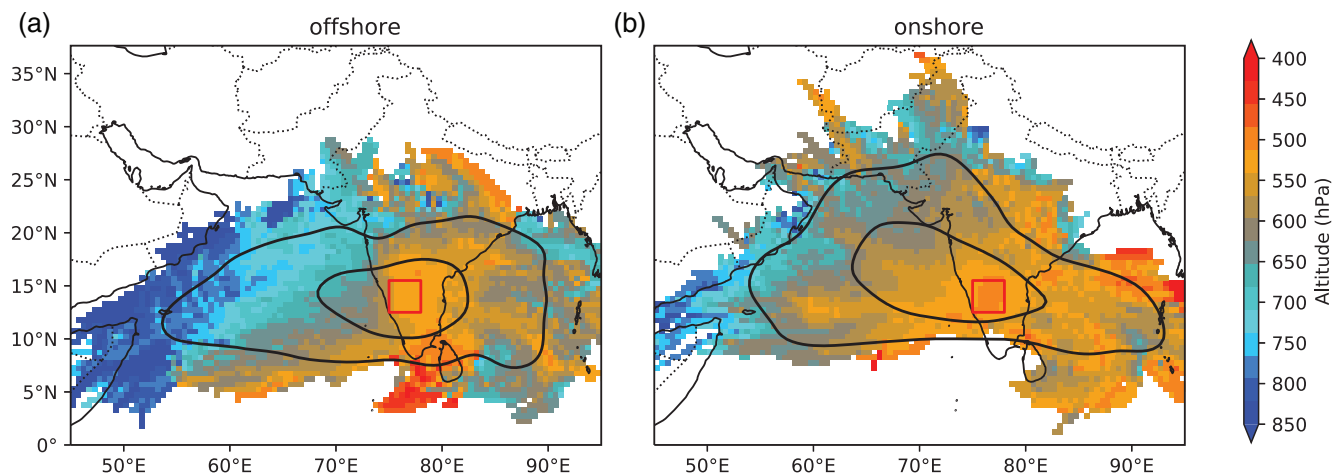 (a) offshore
(b) onshore
35°N
30°N
25°N
20°N
15°N
10°N
5°N
0°
50°E 60°E 70°E 80°E 90°E
50°E 60°E 70°E 80°E 90°E
400
450
500
550
600
650
700
750
800
850
Altitude (hPa)